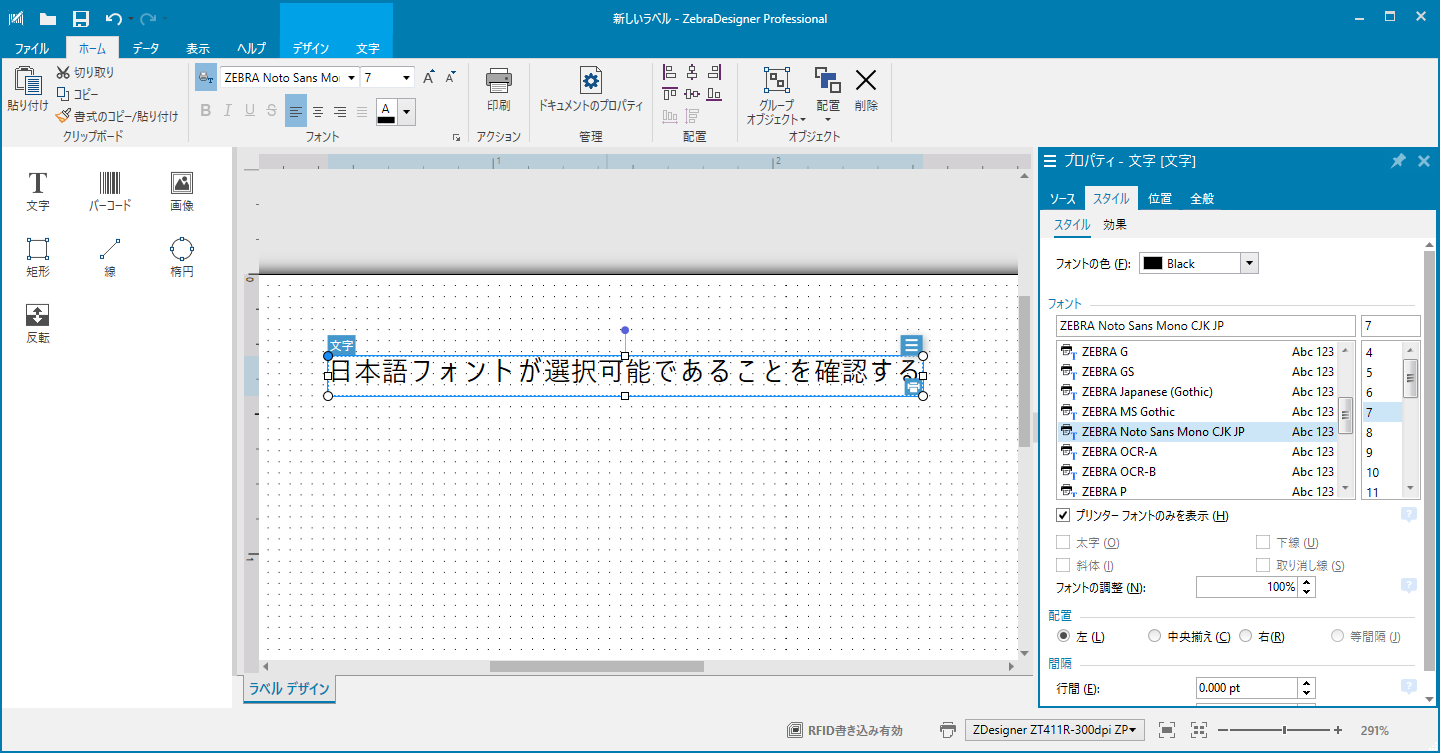 新しいラベル - ZebraDesigner Professional
ファイル ホーム データ 表示 ヘルプ デザイン 文字
貼り付け
切り取り
コピー
書式のコピー/貼り付け
クリップボード
ZEBRA Noto Sans Moi 7 A A
B I U S A
フォント
印刷
アクション
ドキュメントのプロパティ
管理
配置
グループ
オブジェクト
配置
削除
オブジェクト
文字 バーコード 画像
矩形 線 楕円
反転
1 2
0
1
文字
日本語フォントが選択可能であることを確認する
ラベル デザイン
プロパティ - 文字 [文字]
ソース スタイル 位置 全般
スタイル 効果
フォントの色 (F): Black
フォント
ZEBRA Noto Sans Mono CJK JP 7
ZEBRA G Abc 123 4
ZEBRA GS Abc 123 5
ZEBRA Japanese (Gothic) Abc 123 6
ZEBRA MS Gothic Abc 123 7
ZEBRA Noto Sans Mono CJK JP Abc 123 8
ZEBRA OCR-A Abc 123 9
ZEBRA OCR-B Abc 123 10
ZEBRA P Abc 123 11
プリンター フォントのみを表示 (H)
太字 (O) 下線 (U)
斜体 (I) 取り消し線 (S)
フォントの調整 (N): 100%
配置
左 (L) 中央揃え (C) 右(R) 等間隔 (J)
間隔
行間 (E): 0.000 pt
RFID書き込み有効 ZDesigner ZT411R-300dpi ZP 291%